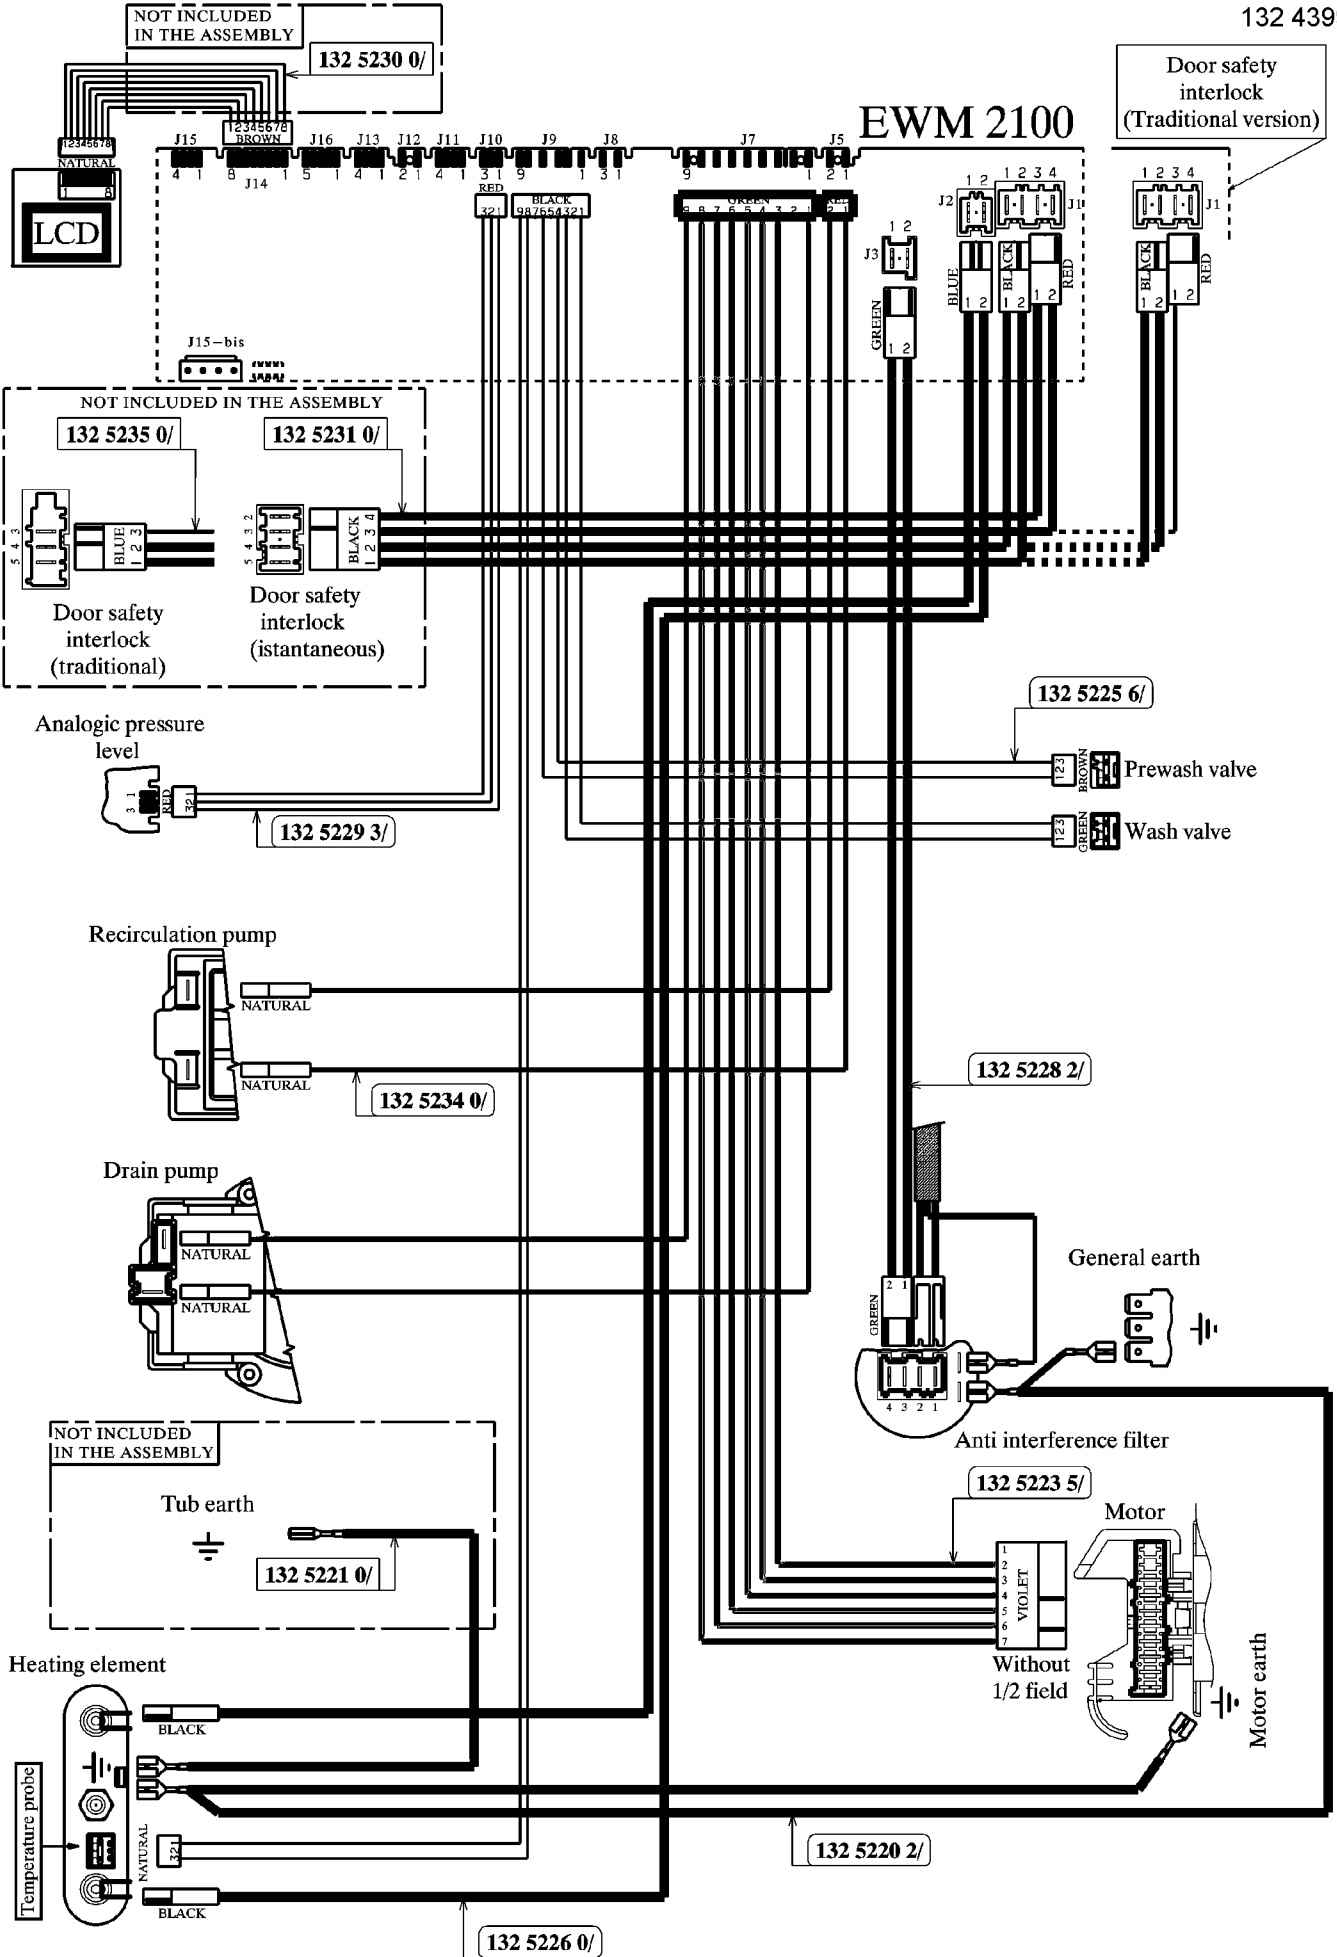 132 439
NOT INCLUDED
IN THE ASSEMBLY
132 5230 0/
Door safety
interlock
(Traditional version)
EWM 2100
12345678
BROWN
12345678
NATURAL
1 8
LCD
J15
J16
J13
J12
J11
J10
J9
J8
J7
J5
4 1
8 1
5 1
4 1
2 1
4 1
3 1
9 1
3 1
9 1
2 1
J14
RED
321
BLACK
987654321
GREEN
9 8 7 6 5 4 3 2 1
RED
2 1
J3
1 2
GREEN
1 2
J2
1 2
BLUE
1 2
1 2 3 4
J1
BLACK
1 2
RED
1 2
1 2 3 4
J1
BLACK
1 2
RED
1 2
J15-bis
NOT INCLUDED IN THE ASSEMBLY
132 5235 0/
132 5231 0/
5 4 3
BLUE
1 2 3
5 4 3 2
BLACK
1 2 3 4
Door safety
interlock
(traditional)
Door safety
interlock
(istantaneous)
Analogic pressure
level
3 1
RED
321
132 5229 3/
132 5225 6/
123
BROWN
Prewash valve
123
GREEN
Wash valve
Recirculation pump
NATURAL
NATURAL
132 5234 0/
132 5228 2/
Drain pump
NATURAL
NATURAL
General earth
GREEN
2 1
4 3 2 1
Anti interference filter
NOT INCLUDED
IN THE ASSEMBLY
Tub earth
132 5221 0/
132 5223 5/
Motor
1
2
3
4
5
6
7
VIOLET
Without
1/2 field
Motor earth
Heating element
BLACK
Temperature probe
NATURAL
321
BLACK
132 5220 2/
132 5226 0/